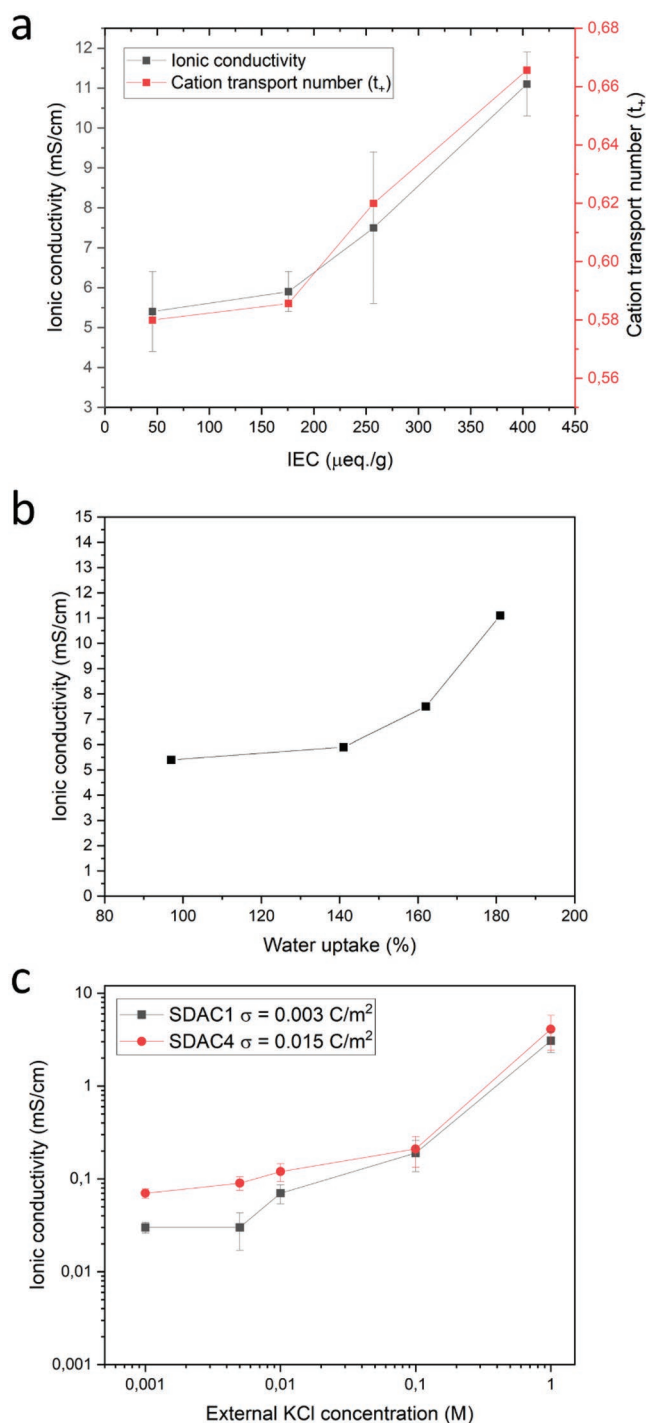 a
Ionic conductivity
Cation transport number (t₊)
12
11
10
9
8
7
6
5
4
3
Ionic conductivity (mS/cm)
0,68
0,66
0,64
0,62
0,60
0,58
0,56
Cation transport number (t₊)
0 50 100 150 200 250 300 350 400 450
IEC (µeq./g)
b
15
14
13
12
11
10
9
8
7
6
5
4
3
2
1
0
Ionic conductivity (mS/cm)
80 100 120 140 160 180 200
Water uptake (%)
c
SDAC1 σ = 0.003 C/m²
SDAC4 σ = 0.015 C/m²
10
1
0,1
0,01
0,001
Ionic conductivity (mS/cm)
0,001 0,01 0,1 1
External KCl concentration (M)